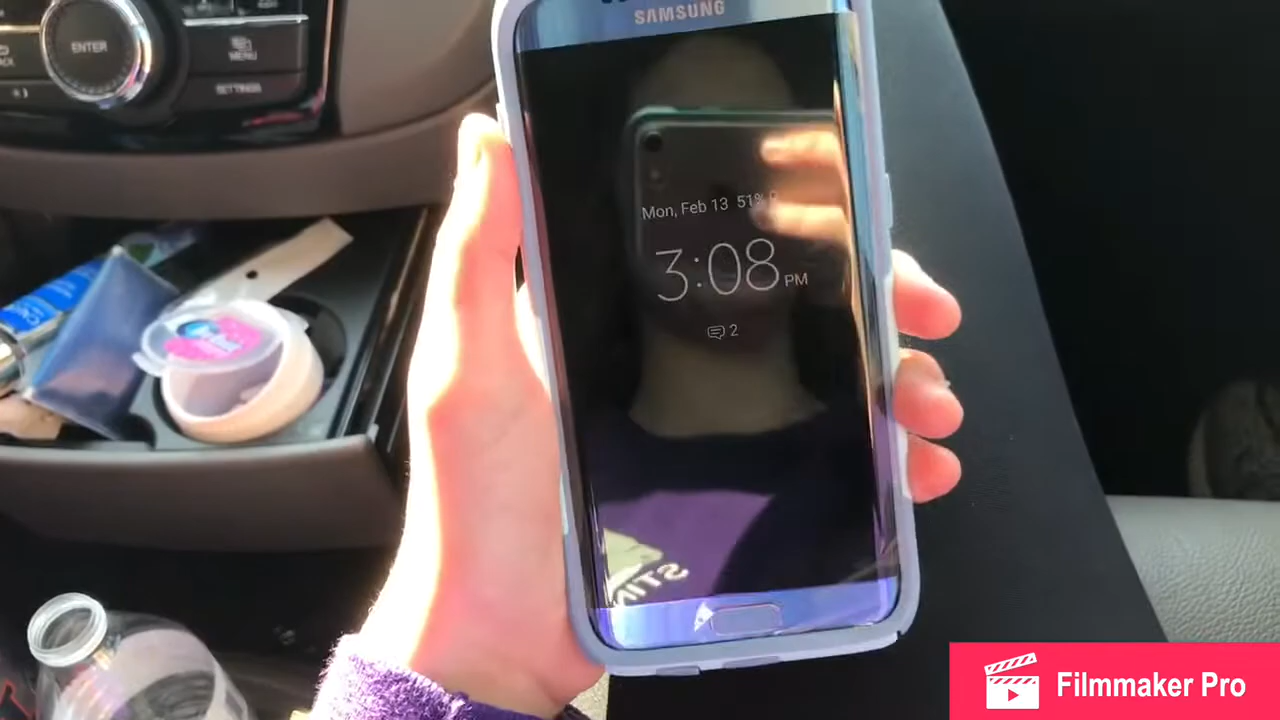 ENTER
MENU
SETTINGS
SAMSUNG
Mon, Feb 13 51%
3:08 PM
2
Filmmaker Pro